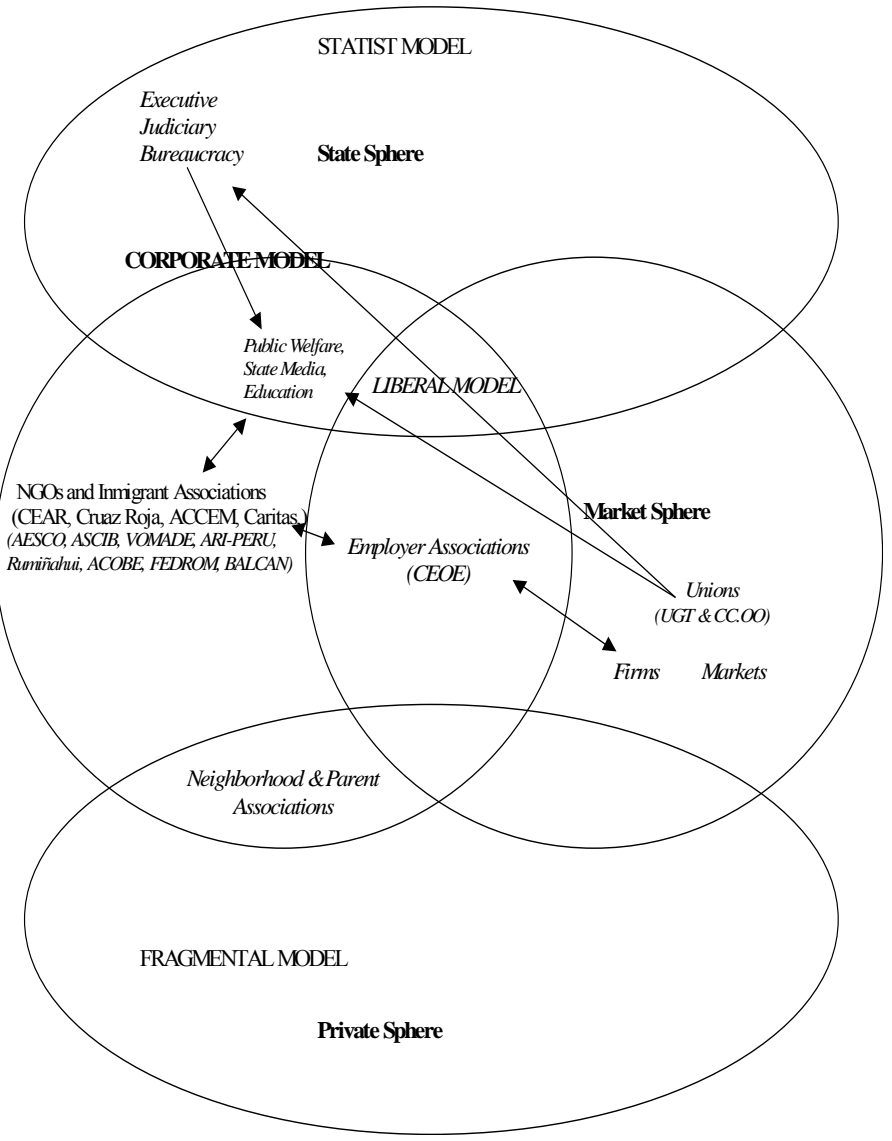 STATIST MODEL
Executive
Judiciary
Bureaucracy
State Sphere
CORPORATE MODEL
Public Welfare,
State Media,
Education
LIBERAL MODEL
NGOs and Inmigrant Associations
(CEAR, Cruaz Roja, ACCEM, Caritas,)
(AESCO, ASCIB, VOMADE, ARI-PERU,
Rumiñahui, ACOBE, FEDROM, BALCAN)
Market Sphere
Employer Associations
(CEOE)
Unions
(UGT & CC.OO)
Firms Markets
Neighborhood & Parent
Associations
FRAGMENTAL MODEL
Private Sphere